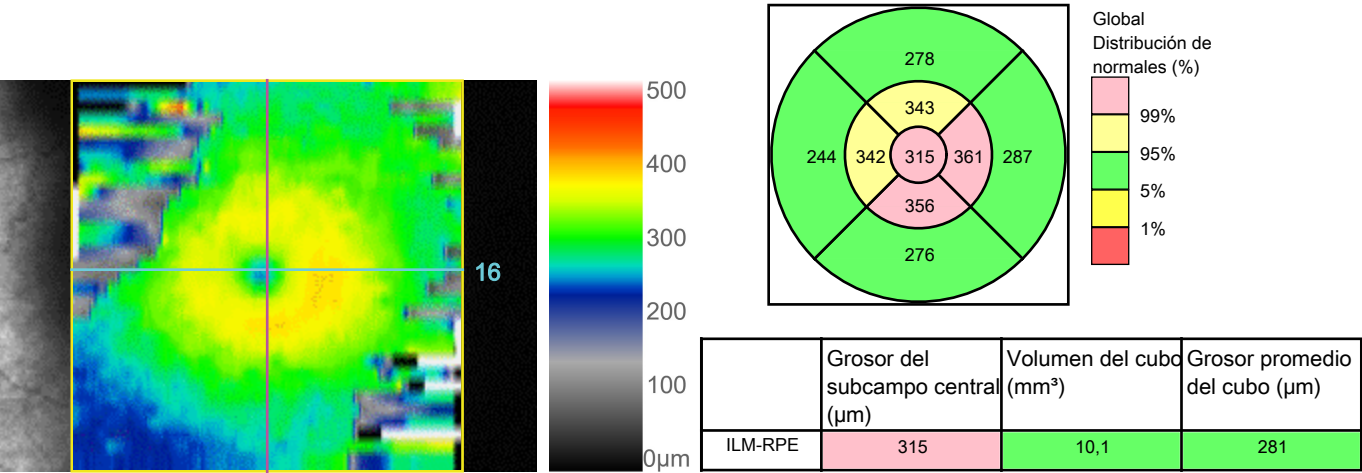 500
400
300
200
100
0µm
16
278
343
244
342
315
361
287
356
276
Global
Distribución de
normales (%)
99%
95%
5%
1%
Grosor del
subcampo central
(µm)
Volumen del cubo
(mm³)
Grosor promedio
del cubo (µm)
ILM-RPE
315
10,1
281